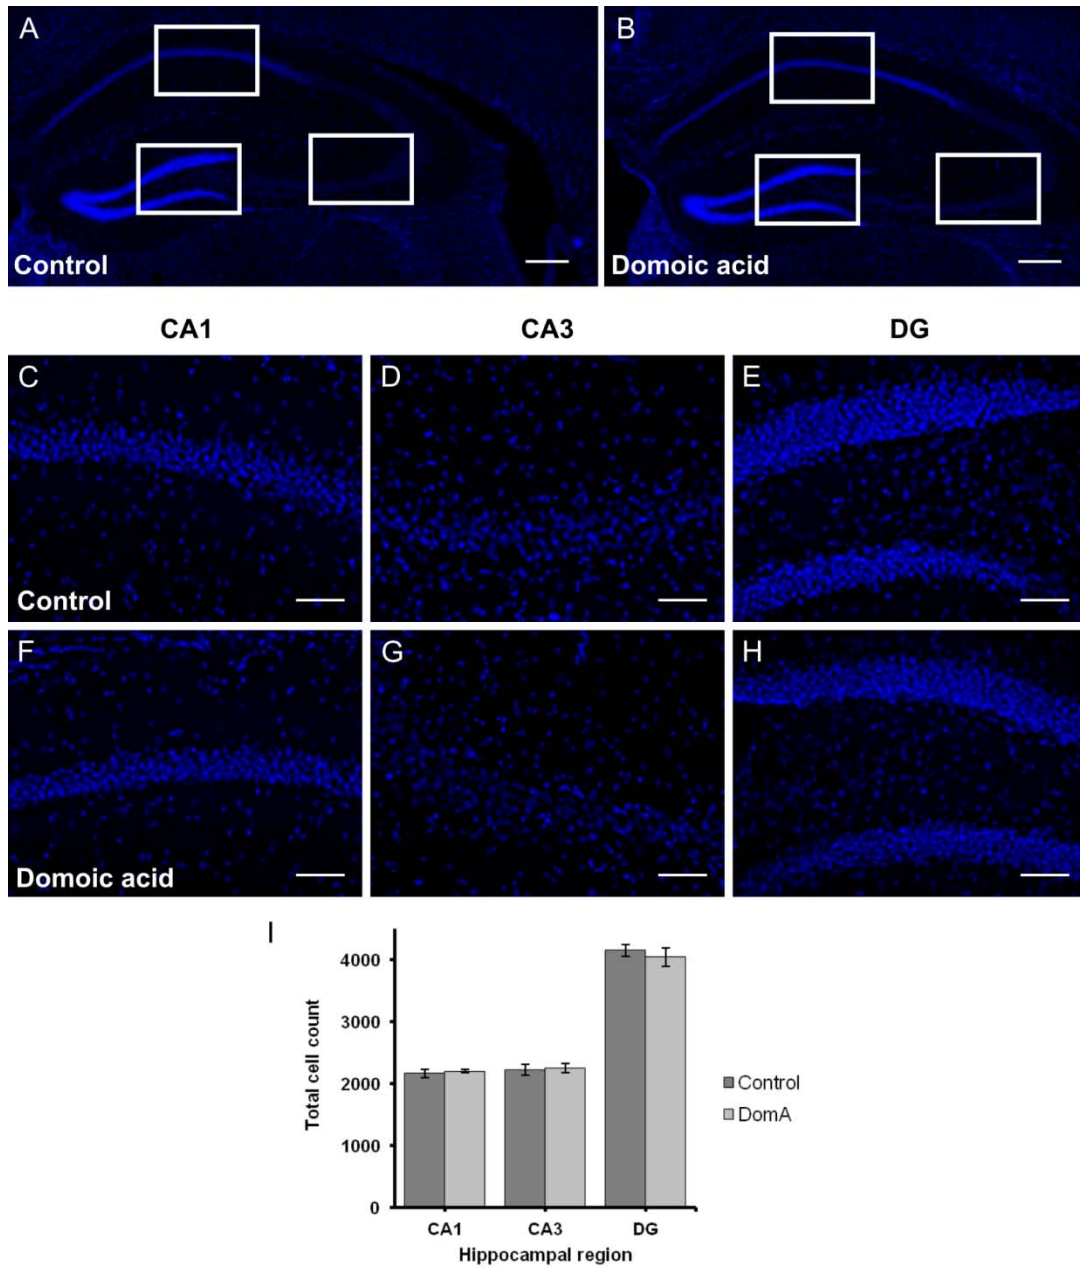 A
B
Control
Domoic acid
CA1
CA3
DG
C
D
E
Control
F
G
H
Domoic acid
I
4000
3000
2000
1000
0
Total cell count
CA1
CA3
DG
Hippocampal region
Control
DomA